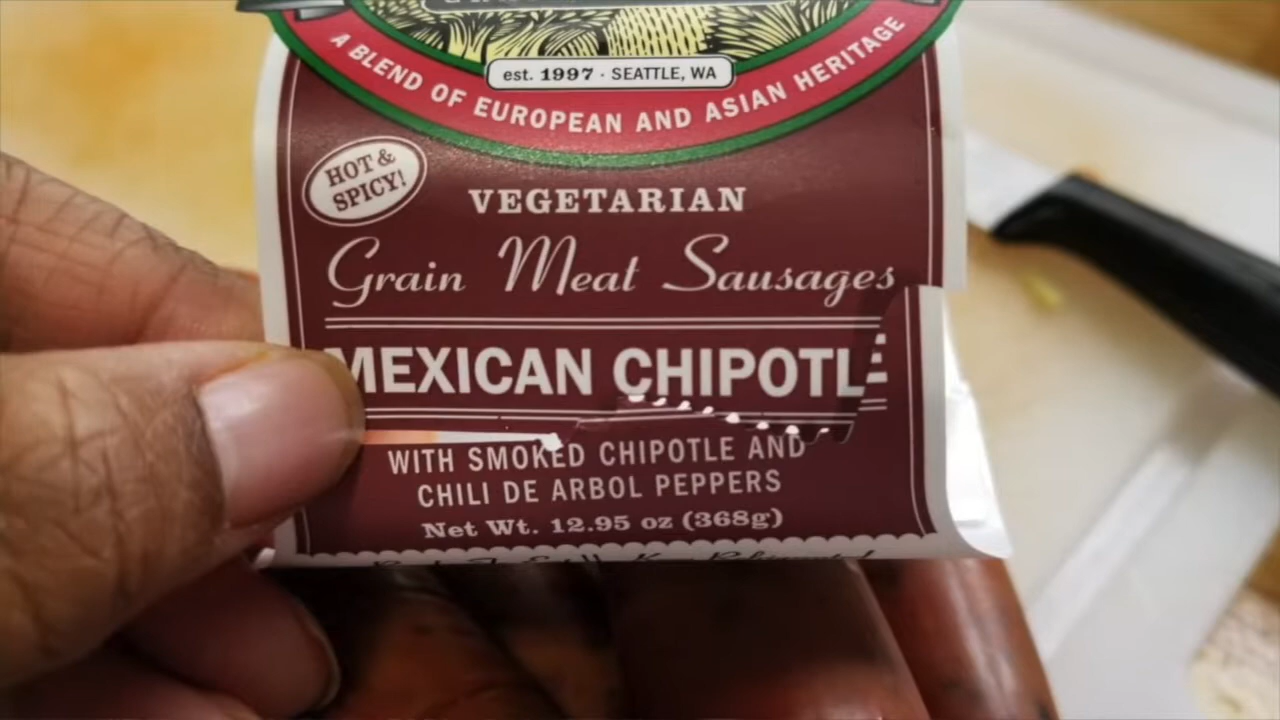 est. 1997 · SEATTLE, WA
A BLEND OF EUROPEAN AND ASIAN HERITAGE
HOT &
SPICY!
VEGETARIAN
Grain Meat Sausages
MEXICAN CHIPOTLE
WITH SMOKED CHIPOTLE AND
CHILI DE ARBOL PEPPERS
Net Wt. 12.95 oz (368g)